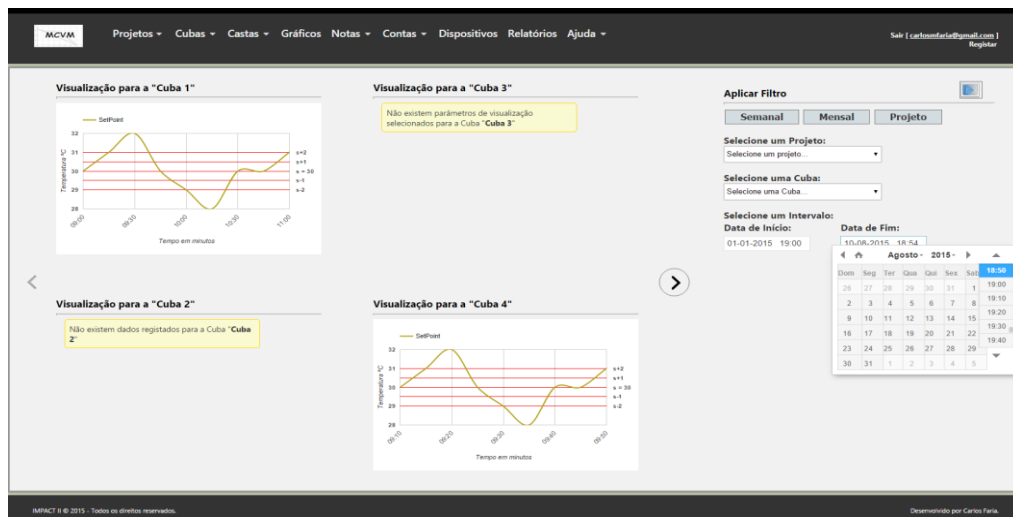 MCVM
Projetos Cubas Castas Gráficos Notas Contas Dispositivos Relatórios Ajuda
Sair [ carlosmfaria@gmail.com ]
Registar
Visualização para a "Cuba 1"
SetPoint
32
31
30
29
28
Temperatura ºC
s+2
s+1
s = 30
s-1
s-2
09:00 09:30 10:00 10:30 11:00
Tempo em minutos
Visualização para a "Cuba 3"
Não existem parâmetros de visualização
selecionados para a Cuba "Cuba 3"
Visualização para a "Cuba 2"
Não existem dados registados para a Cuba "Cuba
2"
Visualização para a "Cuba 4"
SetPoint
32
31
30
29
28
Temperatura ºC
s+2
s+1
s = 30
s-1
s-2
09:10 09:20 09:30 09:40 09:50
Tempo em minutos
Aplicar Filtro
Semanal Mensal Projeto
Selecione um Projeto:
Selecione um projeto...
Selecione uma Cuba:
Selecione uma Cuba...
Selecione um Intervalo:
Data de Início: Data de Fim:
01-01-2015 19:00 10-08-2015 18:54
Agosto 2015
Dom Seg Ter Qua Qui Sex Sab
26 27 28 29 30 31 1
2 3 4 5 6 7 8
9 10 11 12 13 14 15
16 17 18 19 20 21 22
23 24 25 26 27 28 29
30 31 1 2 3 4 5
18:50
19:00
19:10
19:20
19:30
19:40
IMPACT II © 2015 - Todos os direitos reservados.
Desenvolvido por Carlos Faria.